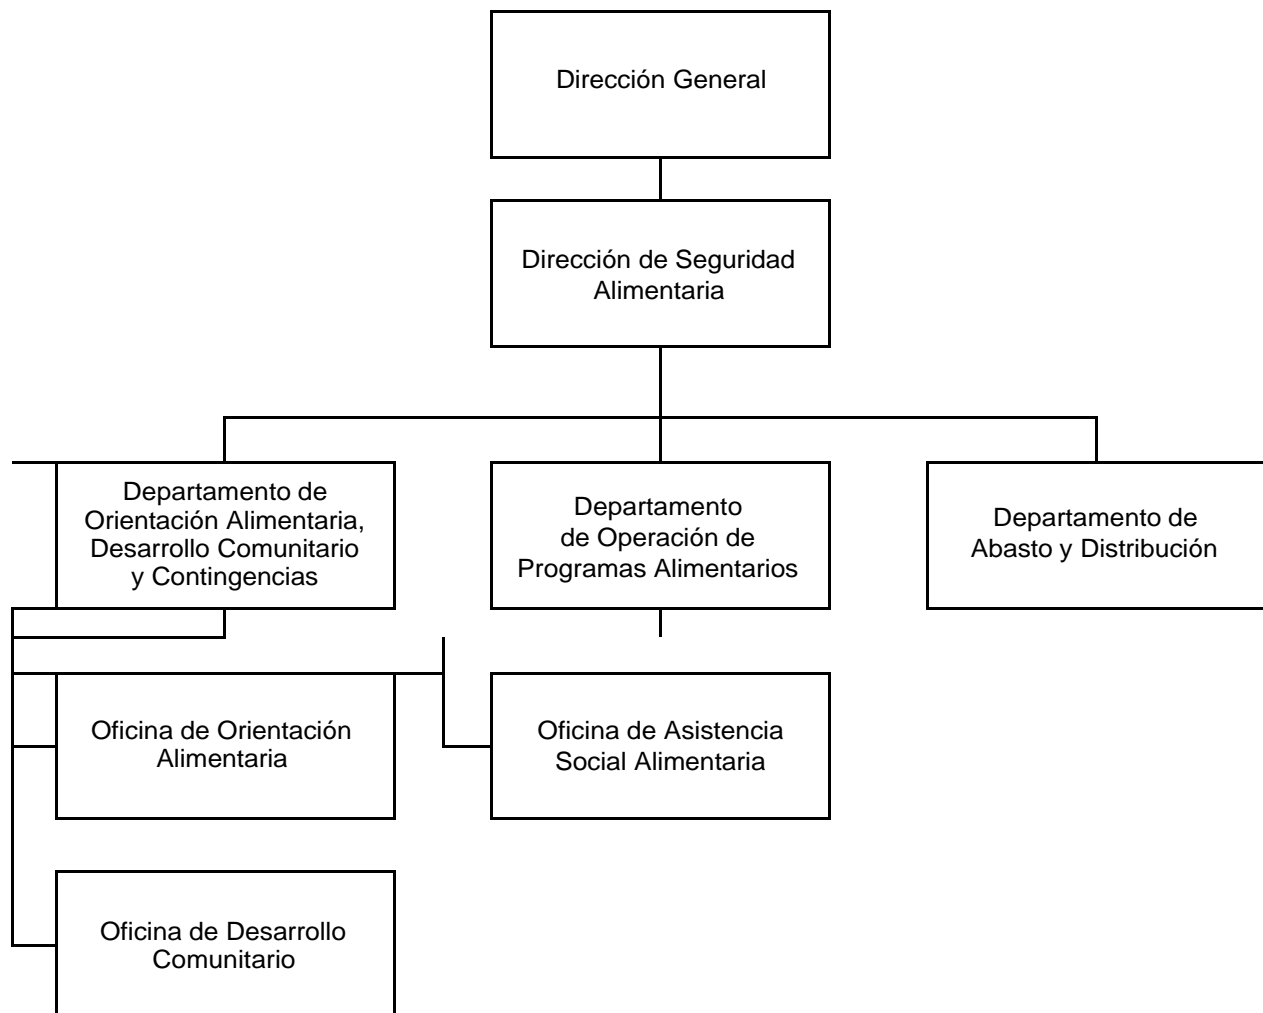 Dirección General
Dirección de Seguridad
Alimentaria
Departamento de
Orientación Alimentaria,
Desarrollo Comunitario
y Contingencias
Departamento
de Operación de
Programas Alimentarios
Departamento de
Abasto y Distribución
Oficina de Orientación
Alimentaria
Oficina de Asistencia
Social Alimentaria
Oficina de Desarrollo
Comunitario